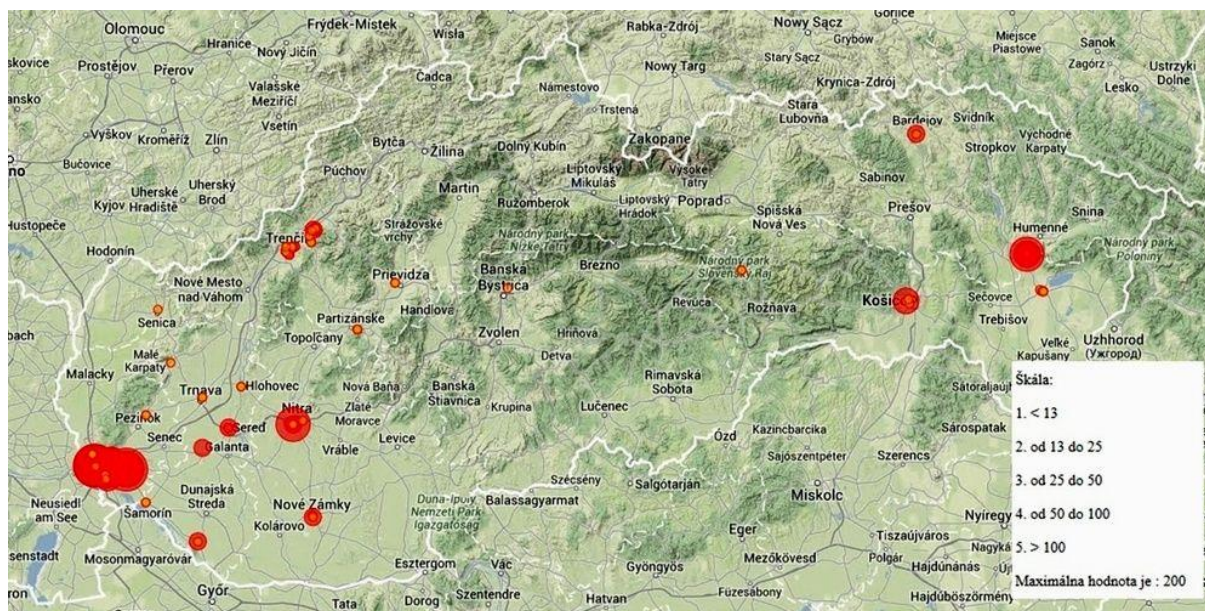 Olomouc
Hranice
Nový Jičín
Frýdek-Místek
Wisła
Rabka-Zdrój
Nowy Sącz
Gorlice
Grybów
Miejsce
Piastowe
Sanok
Zagórz
Ustrzyki
Dolne
Lesko
Prostějov
Přerov
Valašské
Meziříčí
Čadca
Námestovo
Nowy Targ
Stary Sącz
Krynica-Zdrój
Vyškov
Kroměříž
Zlín
Vsetín
Trstená
Stará
Ľubovňa
Bardejov
Svidník
Bučovice
Bytča
Žilina
Dolný Kubín
Zakopane
Stropkov
Východné
Karpaty
Kyjov
Uherské
Hradiště
Uherský
Brod
Púchov
Martin
Ružomberok
Liptovský
Mikuláš
Vysoké
Tatry
Poprad
Sabinov
Hustopeče
Liptovský
Hrádok
Spišská
Nová Ves
Prešov
Snina
Hodonín
Strážovské
vrchy
Národný park
Nízke Tatry
Humenné
Národný park
Poloniny
Nové Mesto
nad Váhom
Prievidza
Banská
Bystrica
Brezno
Národný park
Slovenský Raj
Handlová
Revúca
Rožňava
Sečovce
Trebišov
Senica
Partizánske
Topoľčany
Zvolen
Hriňová
Detva
Uzhhorod
(Ужгород)
Veľké
Kapušany
Malé
Karpaty
Malacky
Hlohovec
Nová Baňa
Banská
Štiavnica
Krupina
Rimavská
Sobota
Trnava
Pezinok
Nitra
Zlaté
Moravce
Lučenec
Levice
Senec
Sereď
Galanta
Vráble
Ózd
Kazincbarcika
Sajószentpéter
Sárospatak
Szerencs
Szécsény
Salgótarján
Neusiedl
am See
Dunajská
Streda
Šamorín
Nové Zámky
Kolárovo
Duna-Ipoly
Nemzeti Park
Igazgatóság
Balassagyarmat
Miskolc
Mosonmagyaróvár
Győr
Esztergom
Vác
Eger
Mezőkövesd
Tiszaújváros
Polgár
Hajdúnánás
Tata
Dorog
Szentendre
Gyöngyös
Hatvan
Füzesabony
Hajdúböszörmény
Škála:
1. < 13
2. od 13 do 25
3. od 25 do 50
4. od 50 do 100
5. > 100
Maximálna hodnota je : 200